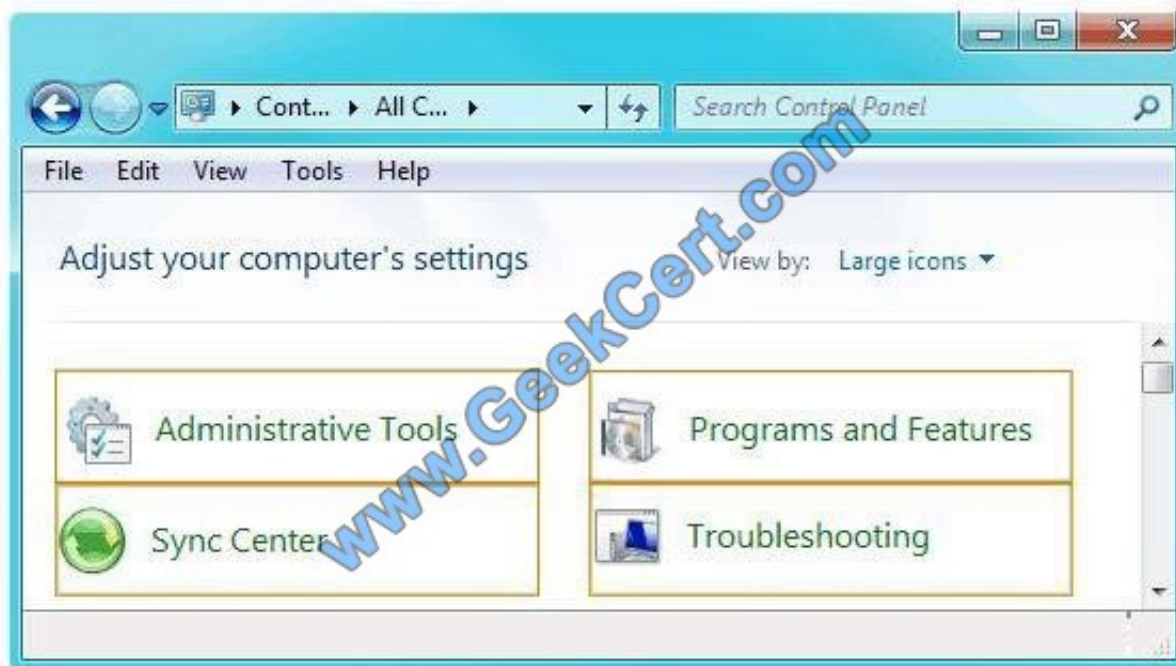 X
Cont... All C...
Search Control Panel
File Edit View Tools Help
Adjust your computer's settings
View by: Large icons
Administrative Tools
Programs and Features
Sync Center
Troubleshooting
www.GeekCert.com